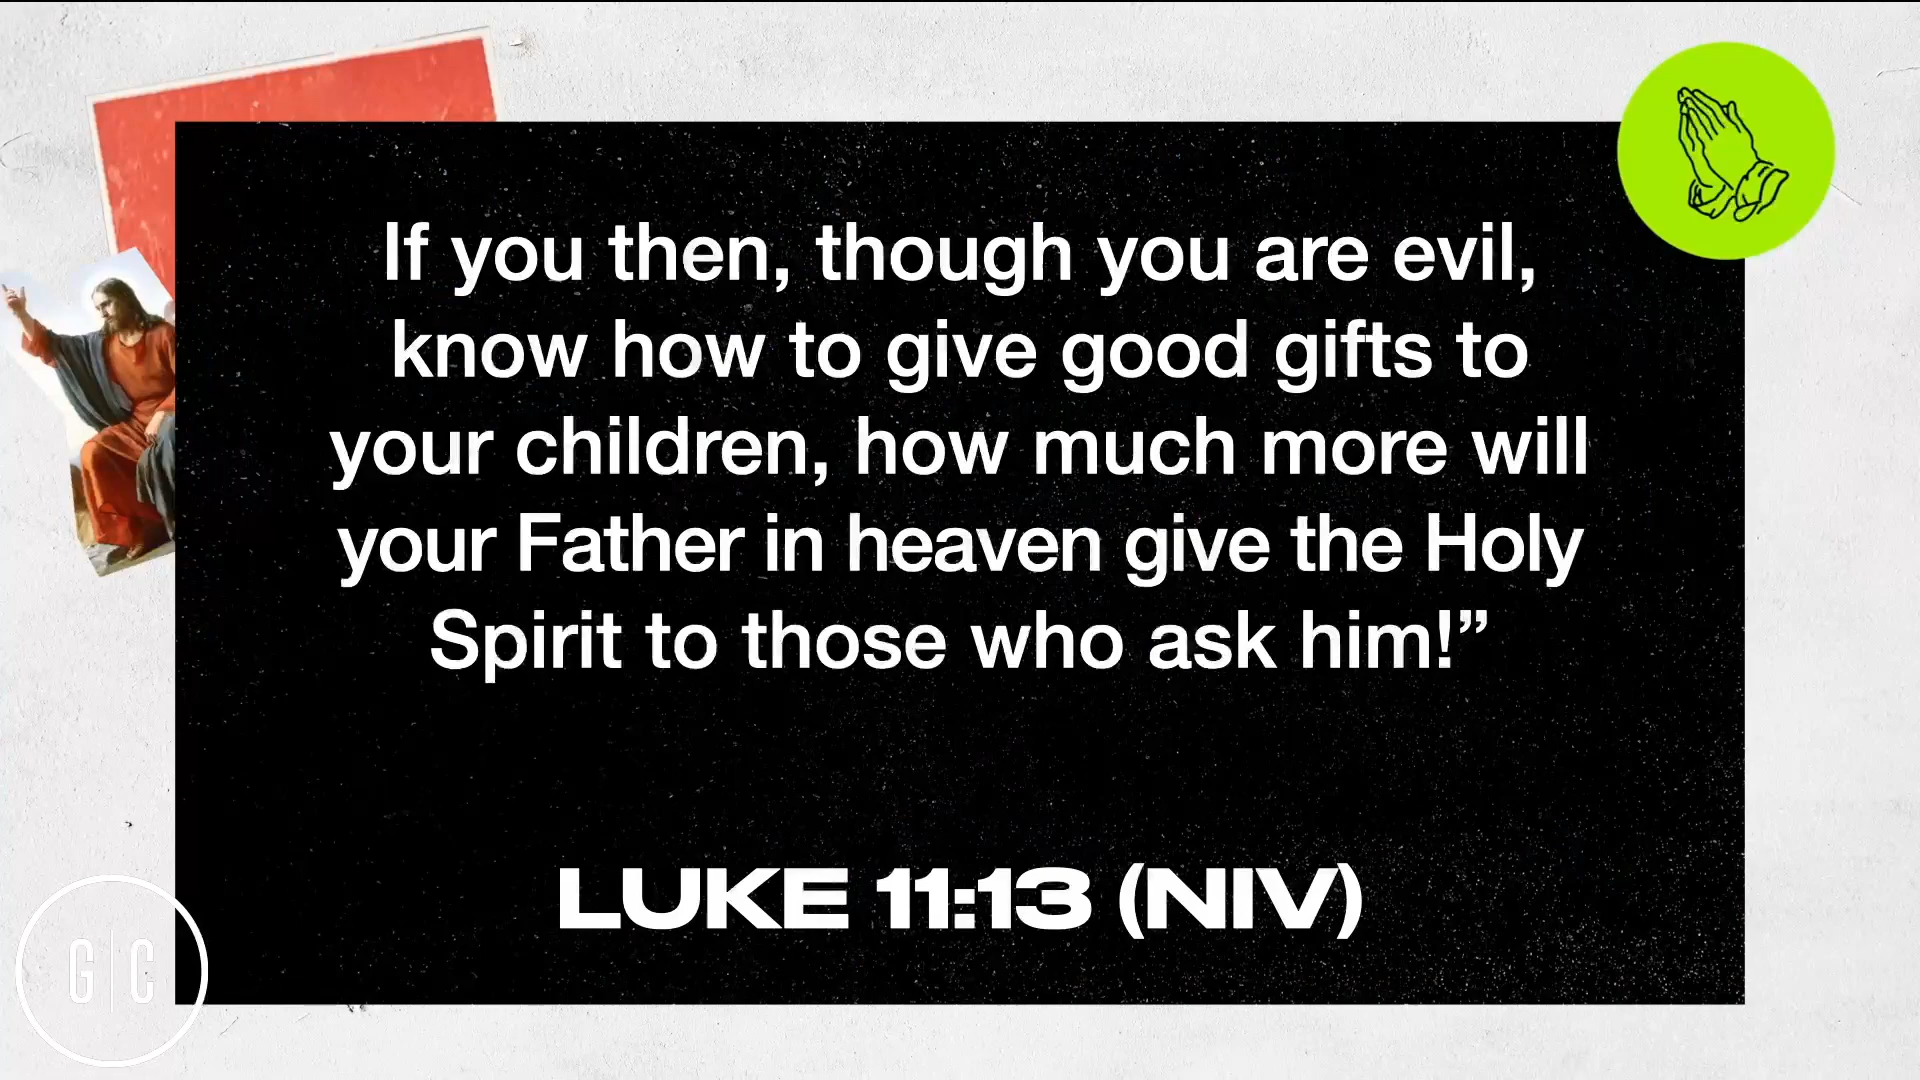 If you then, though you are evil,
know how to give good gifts to
your children, how much more will
your Father in heaven give the Holy
Spirit to those who ask him!”
LUKE 11:13 (NIV)
G|C